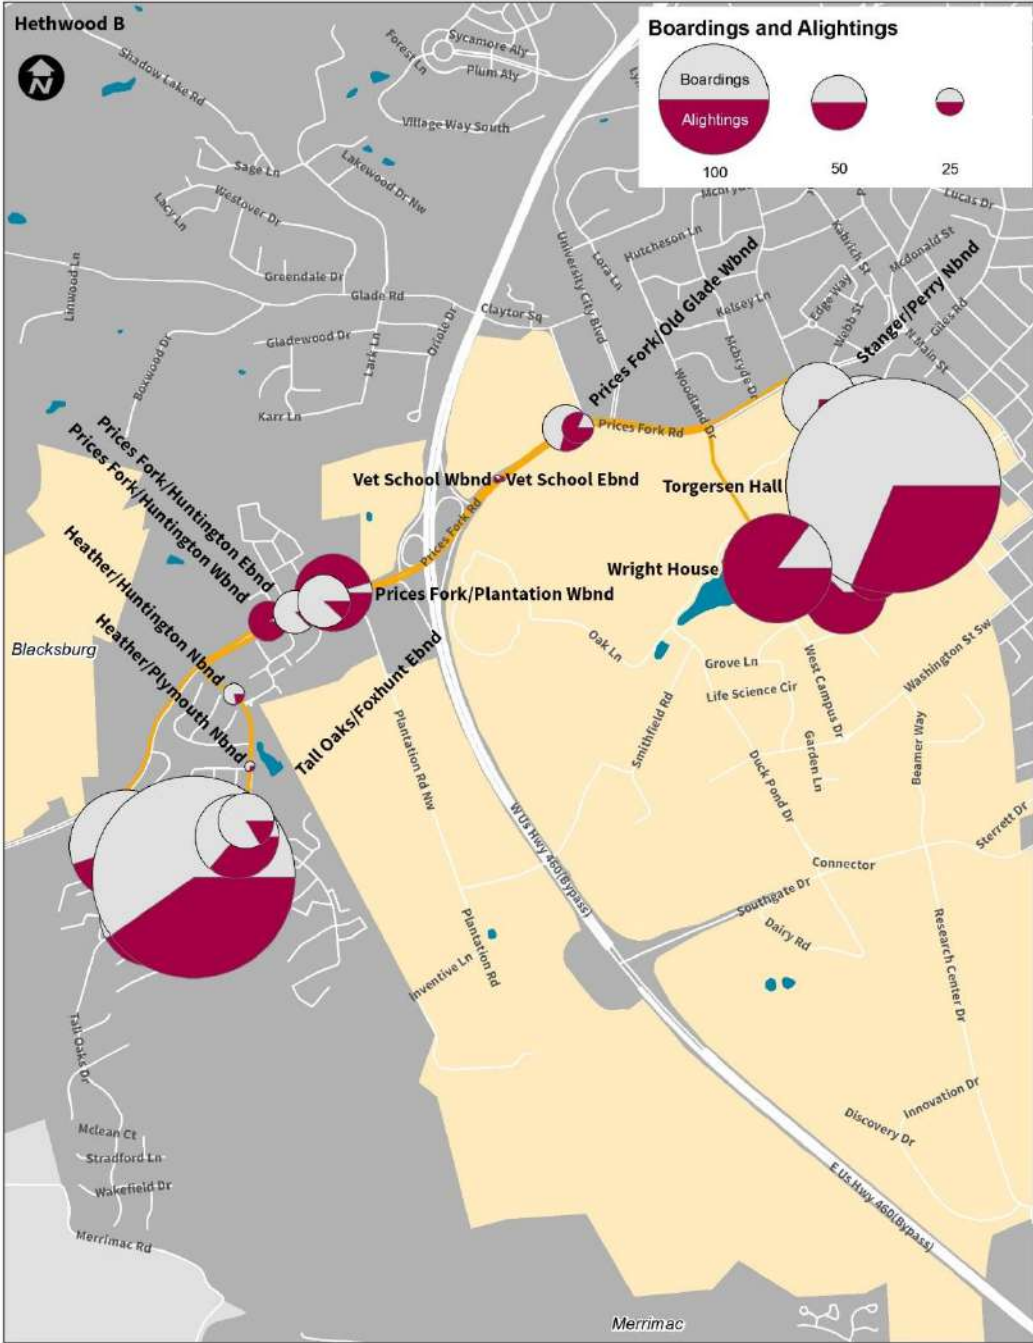 Hethwood B
N
Boardings and Alightings
Boardings
Alightings
100
50
25
Shadow Lake Rd
Forest Ln
Sycamore Aly
Plum Aly
Village Way South
Sage Ln
Lakewood Dr Nw
Lacy Ln
Westover Dr
Greendale Dr
Glade Rd
Linwood Ln
Gladewood Dr
Boxwood Dr
Lark Ln
Oriole Dr
Karr Ln
Claytor Sq
University City Blvd
Lora Ln
Hutcheson Ln
Kelsey Ln
Mcbryde Dr
Woodland Dr
Edge Way
Webb St
Kabrich St
Mcdonald St
Lucas Dr
Giles Rd
N Main St
Stanger/Perry Nbnd
Prices Fork/Old Glade Wbnd
Prices Fork Rd
Vet School Wbnd
Vet School Ebnd
Prices Fork Rd
Torgersen Hall
Wright House
Prices Fork/Huntington Ebnd
Prices Fork/Huntington Wbnd
Prices Fork/Plantation Wbnd
Heather/Huntington Nbnd
Heather/Plymouth Nbnd
Tall Oaks/Foxhunt Ebnd
Blacksburg
Oak Ln
Grove Ln
Life Science Cir
West Campus Dr
Washington St Sw
Smithfield Rd
Garden Ln
Duck Pond Dr
Beamer Way
Sterrett Dr
Plantation Rd Nw
W Us Hwy 460(Bypass)
Connector
Southgate Dr
Dairy Rd
Plantation Rd
Inventive Ln
Research Center Dr
Tall Oaks Dr
Mclean Ct
Stradford Ln
Wakefield Dr
Merrimac Rd
Innovation Dr
Discovery Dr
E Us Hwy 460(Bypass)
Merrimac